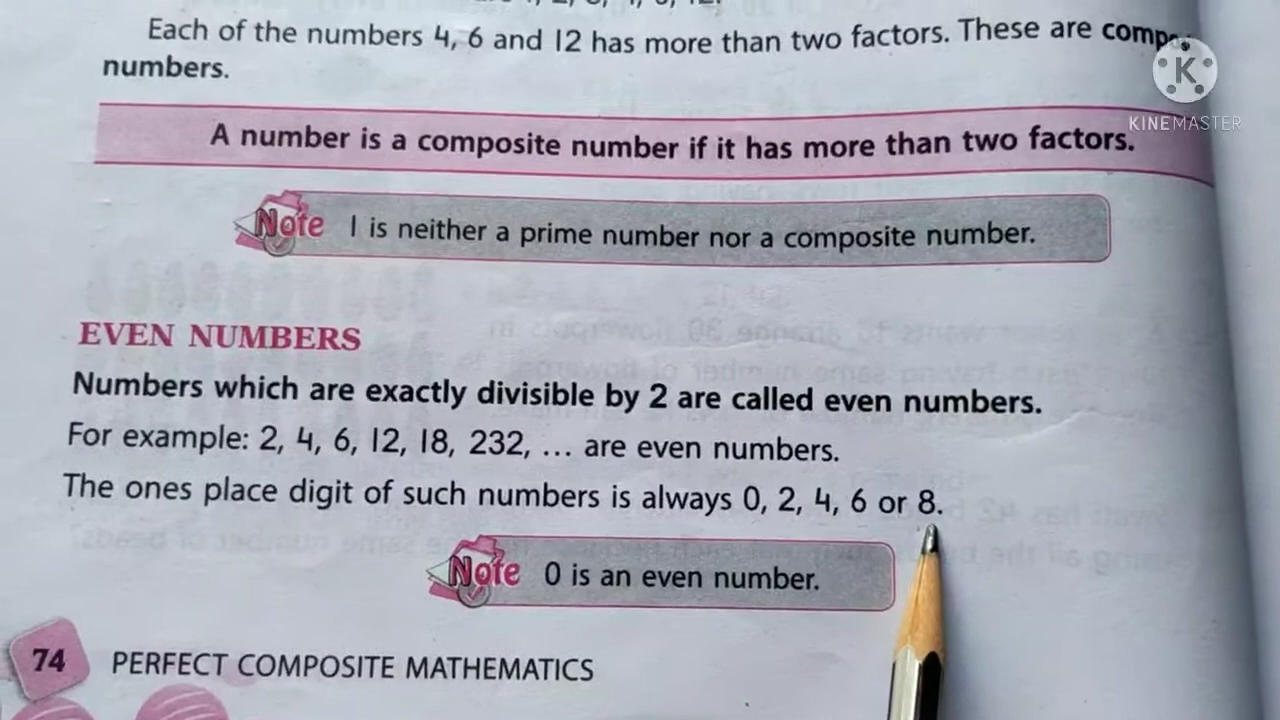 Each of the numbers 4, 6 and 12 has more than two factors. These are
numbers.
K
KINEMASTER
A number is a composite number if it has more than two factors.
Note 1 is neither a prime number nor a composite number.
EVEN NUMBERS
Numbers which are exactly divisible by 2 are called even numbers.
For example: 2, 4, 6, 12, 18, 232, ... are even numbers.
The ones place digit of such numbers is always 0, 2, 4, 6 or 8.
Note 0 is an even number.
74 PERFECT COMPOSITE MATHEMATICS